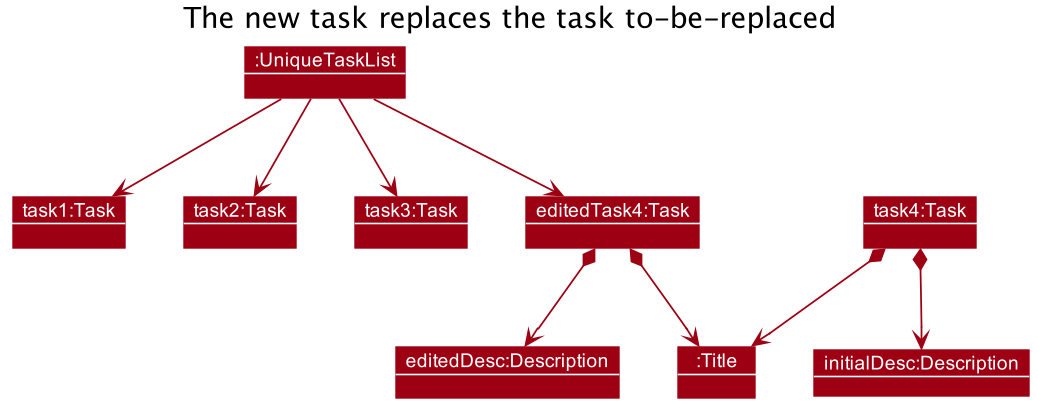 The new task replaces the task to-be-replaced
:UniqueTaskList
task1:Task
task2:Task
task3:Task
editedTask4:Task
task4:Task
editedDesc:Description
:Title
initialDesc:Description